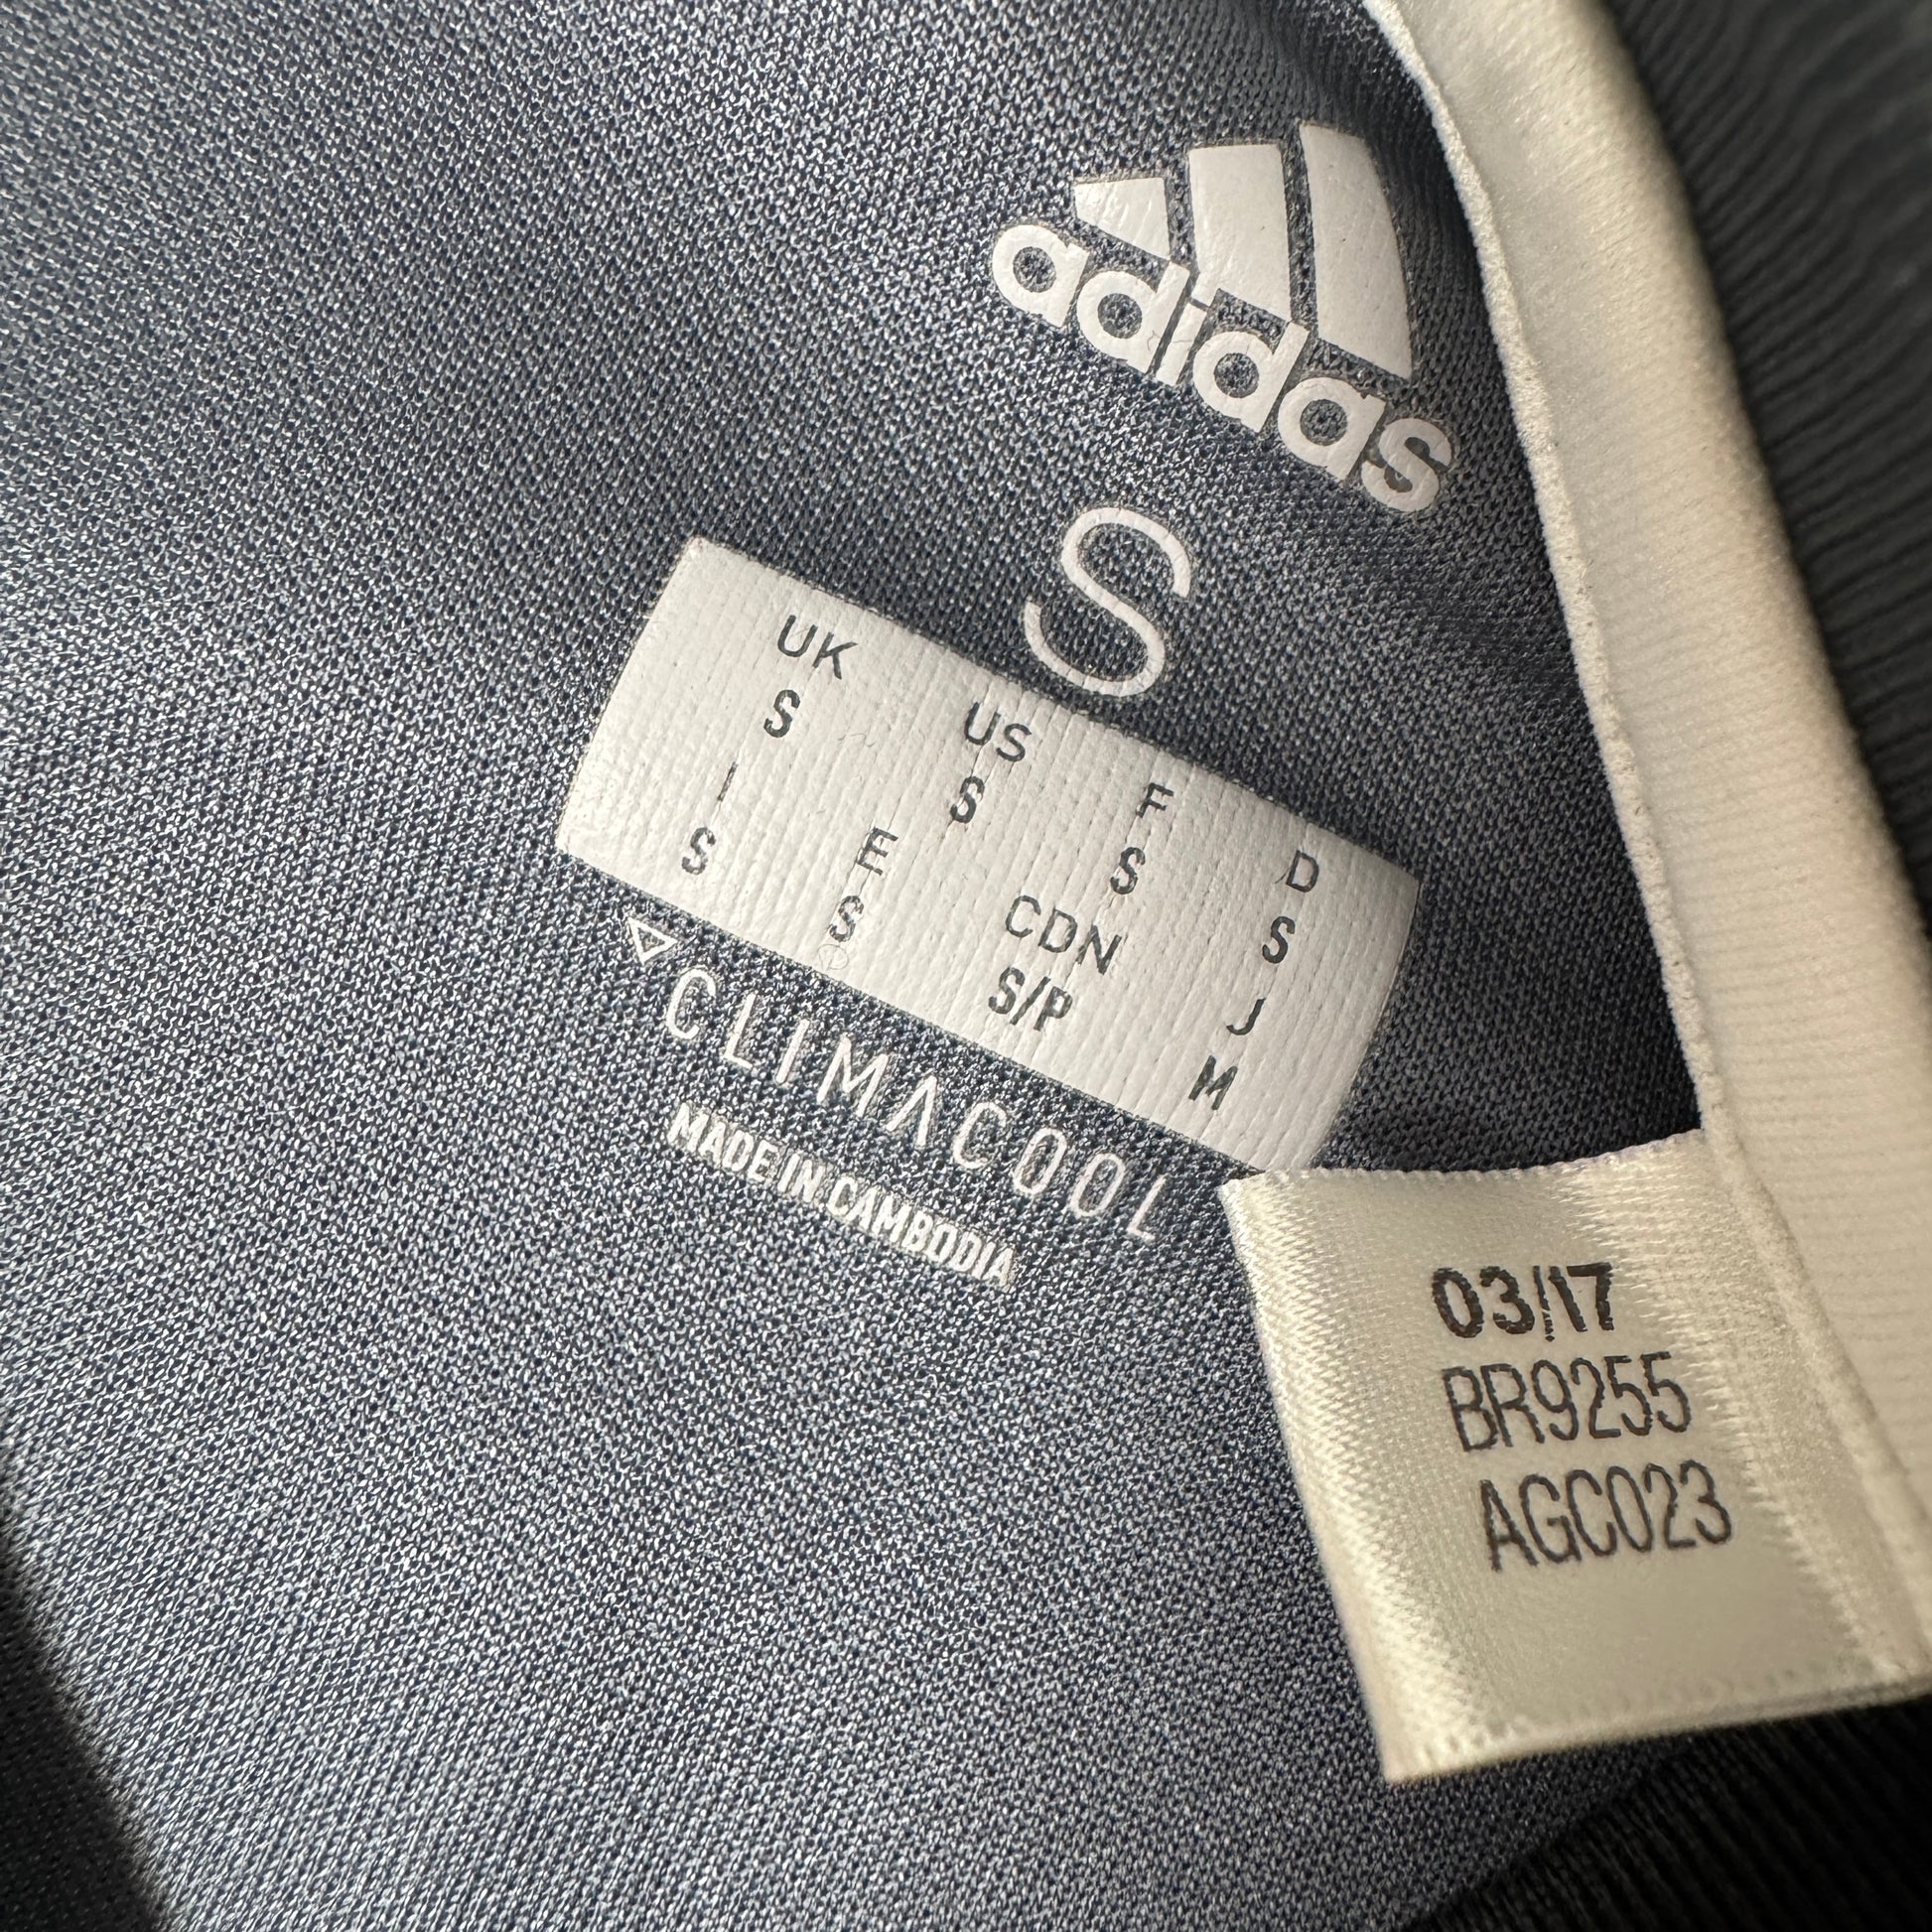 adidas
S
UK US F D
S S S S
I E CDN J
S S S/P M
CLIMACOOL
MADE IN CAMBODIA
03/17
BR9255
AGC023